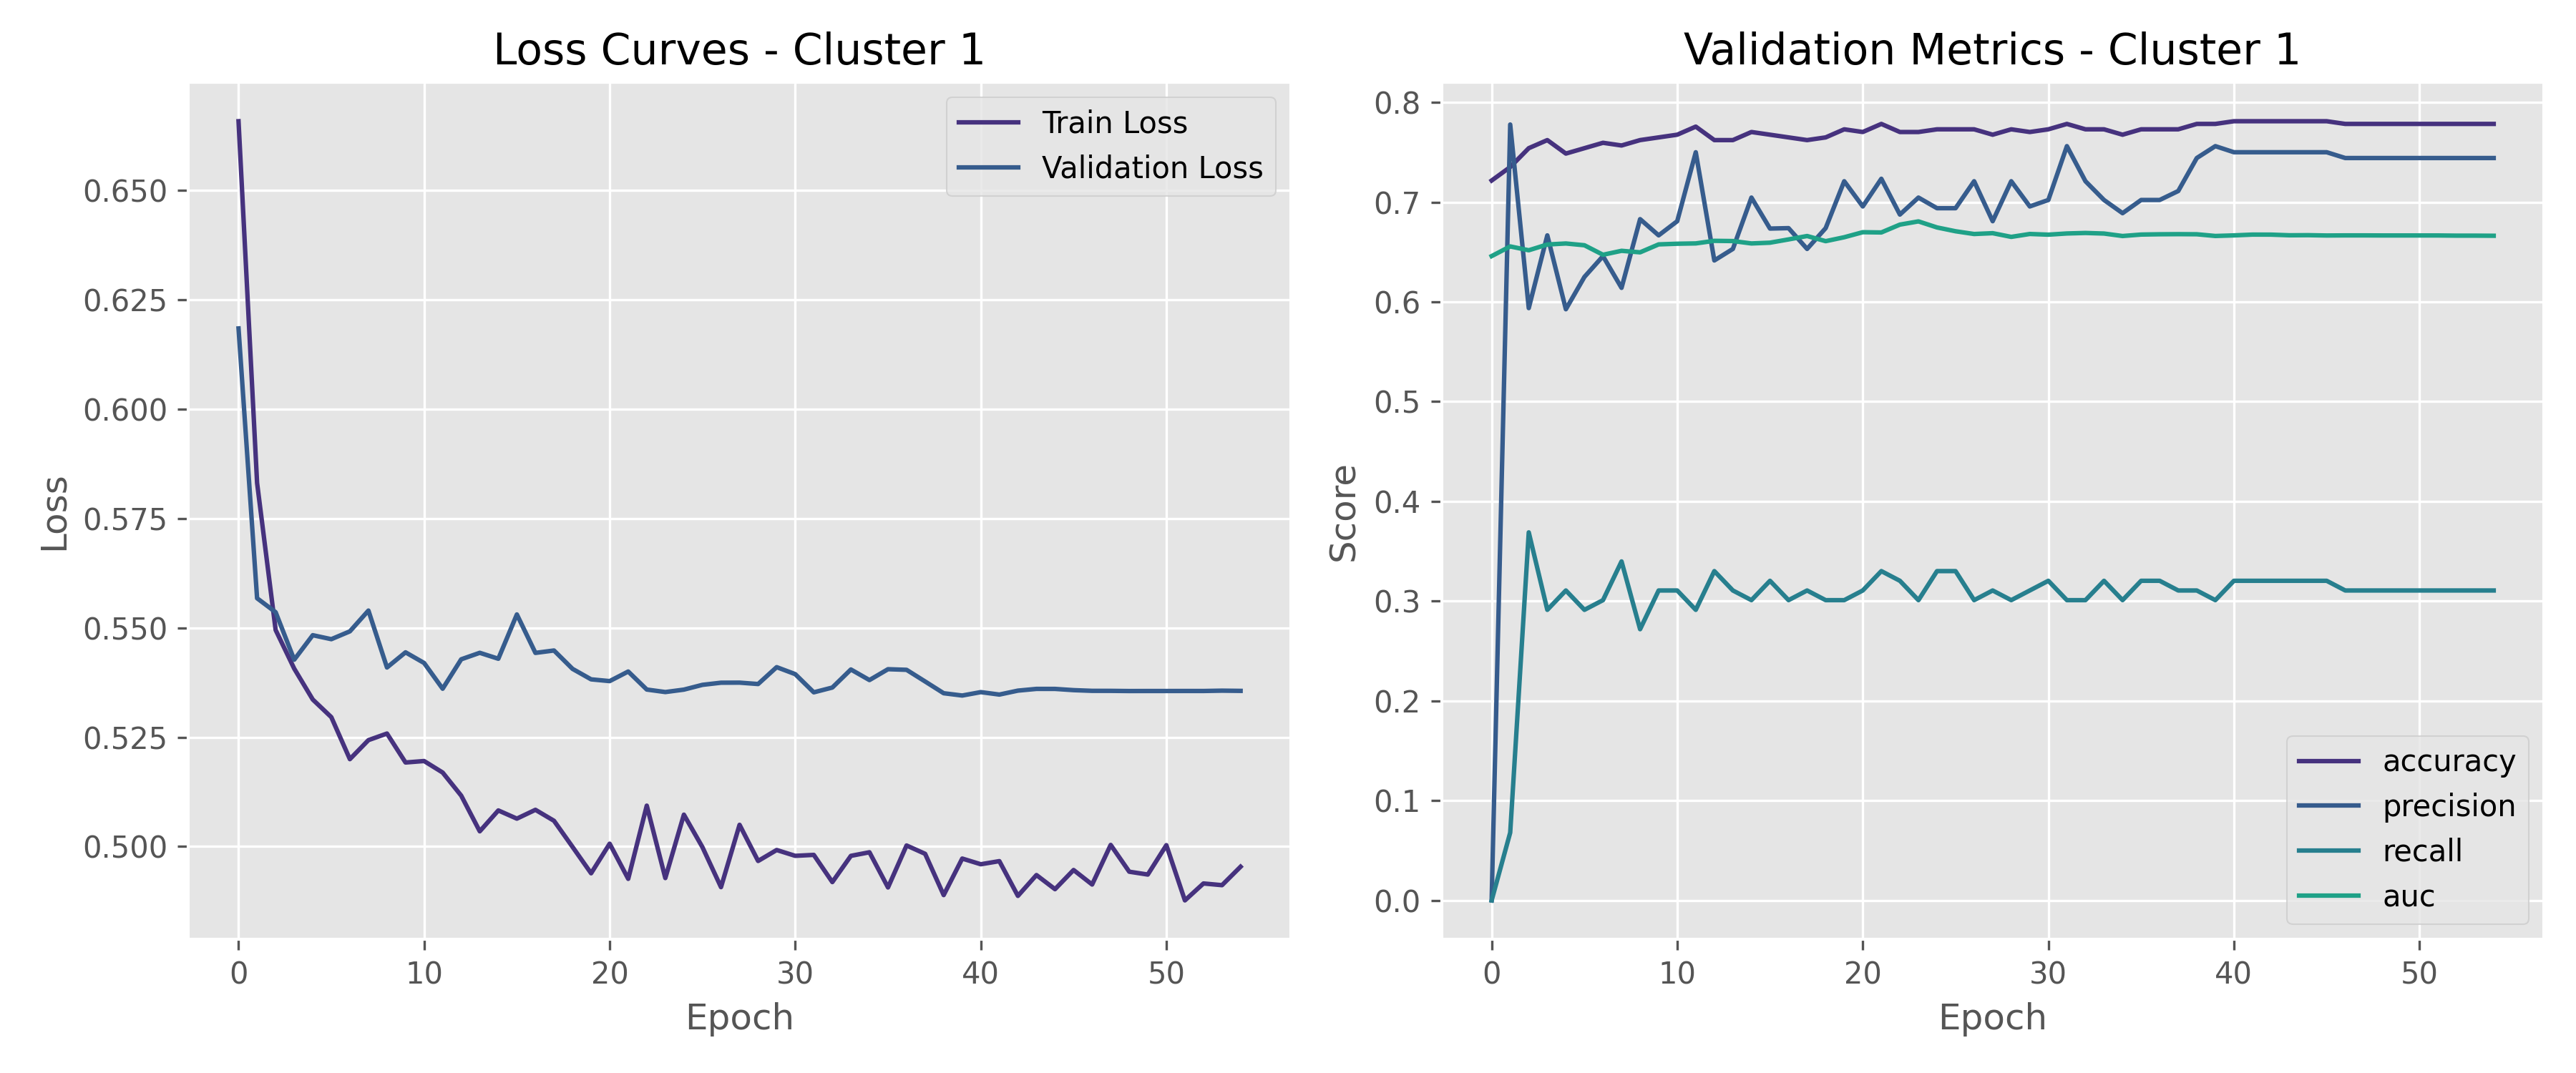 Loss Curves - Cluster 1
Train Loss
Validation Loss
0.650
0.625
0.600
0.575
0.550
0.525
0.500
Loss
0 10 20 30 40 50
Epoch
Validation Metrics - Cluster 1
0.8
0.7
0.6
0.5
0.4
0.3
0.2
0.1
0.0
Score
accuracy
precision
recall
auc
0 10 20 30 40 50
Epoch